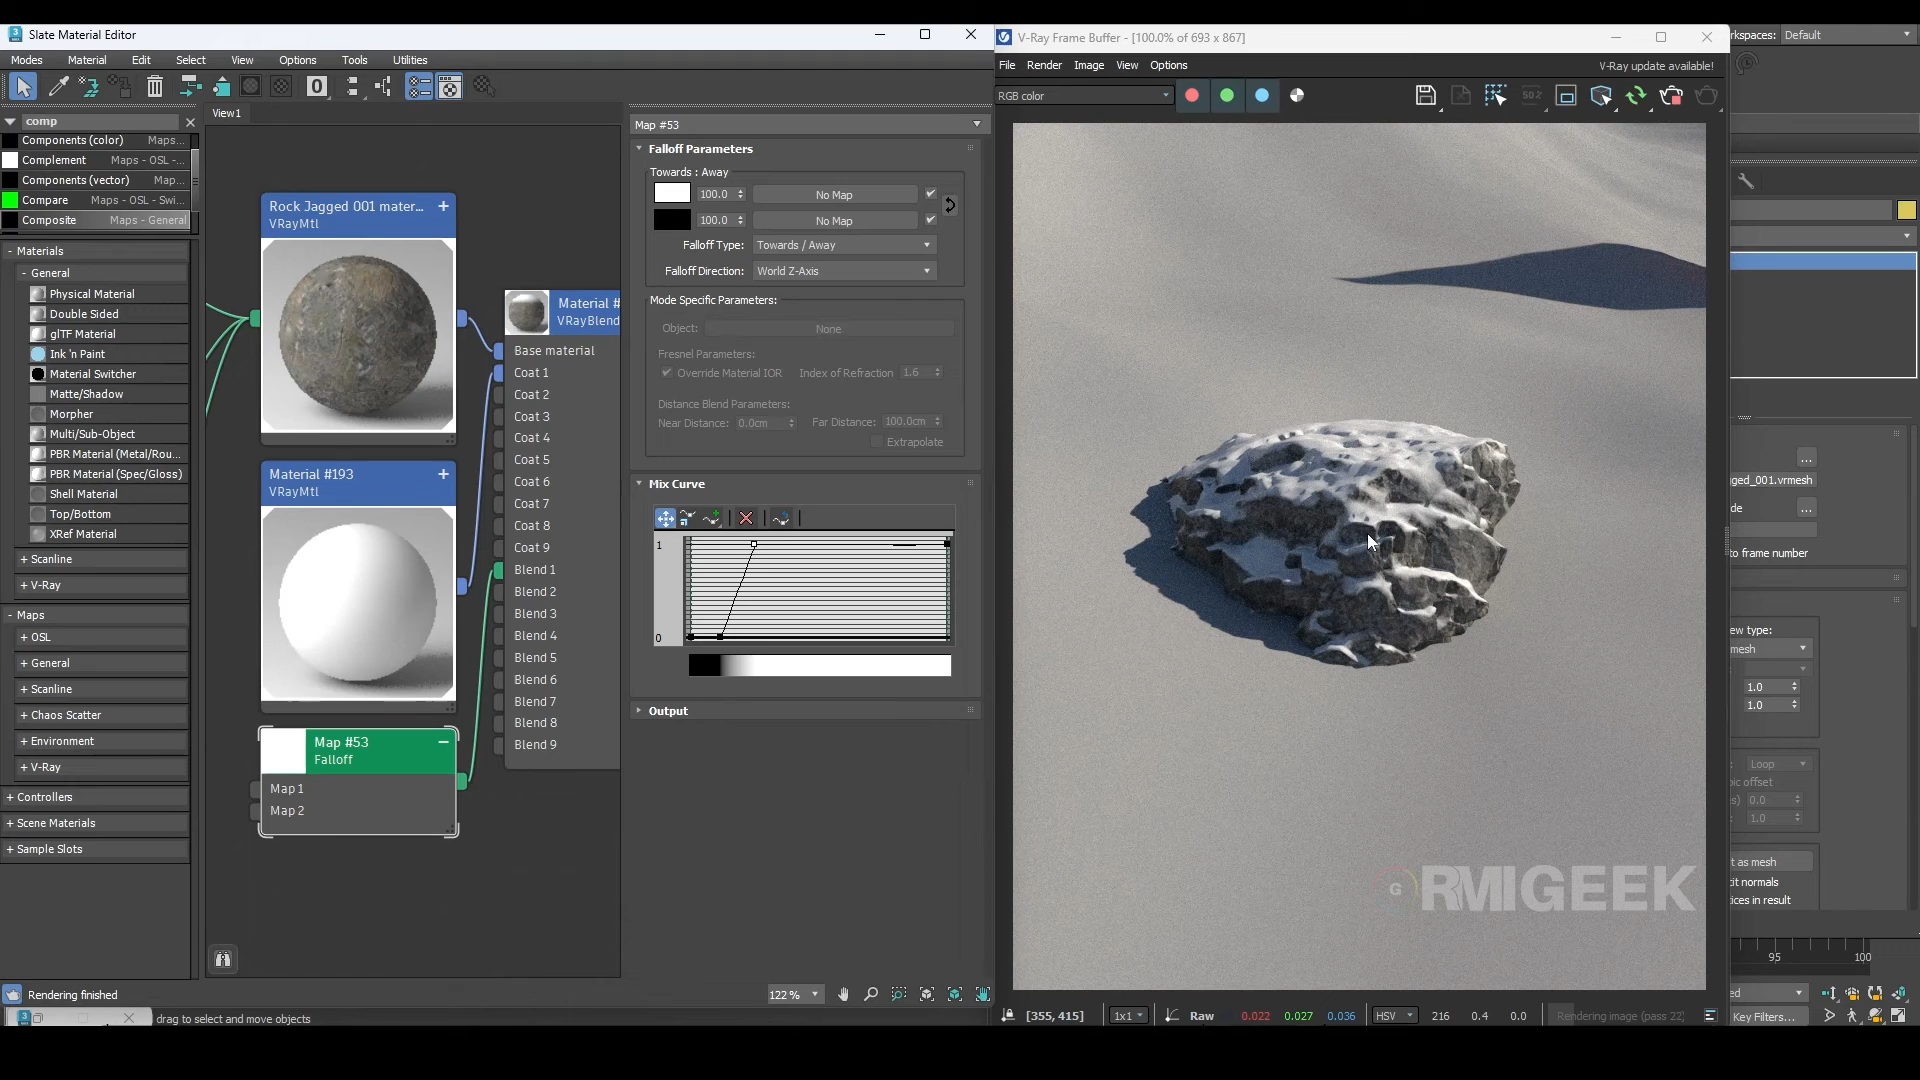 Slate Material Editor
Modes Material Edit Select View Options Tools Utilities
comp
Components (color) Maps...
Complement Maps - OSL -...
Components (vector) Map...
Compare Maps - OSL - Swi...
Composite Maps - General
- Materials
- General
Physical Material
Double Sided
glTF Material
Ink 'n Paint
Material Switcher
Matte/Shadow
Morpher
Multi/Sub-Object
PBR Material (Metal/Rou...
PBR Material (Spec/Gloss)
Shell Material
Top/Bottom
XRef Material
+ Scanline
+ V-Ray
- Maps
+ OSL
+ General
+ Scanline
+ Chaos Scatter
+ Environment
+ V-Ray
+ Controllers
+ Scene Materials
+ Sample Slots
Rendering finished
drag to select and move objects
View1
Rock Jagged 001 mater...
VRayMtl
Material #193
VRayMtl
Map #53
Falloff
Map 1
Map 2
Material #
VRayBlend
Base material
Coat 1
Coat 2
Coat 3
Coat 4
Coat 5
Coat 6
Coat 7
Coat 8
Coat 9
Blend 1
Blend 2
Blend 3
Blend 4
Blend 5
Blend 6
Blend 7
Blend 8
Blend 9
Map #53
Falloff Parameters
Towards : Away
100.0 No Map
100.0 No Map
Falloff Type: Towards / Away
Falloff Direction: World Z-Axis
Mode Specific Parameters:
Object: None
Fresnel Parameters:
Override Material IOR Index of Refraction 1.6
Distance Blend Parameters:
Near Distance: 0.0cm Far Distance: 100.0cm
Extrapolate
Mix Curve
1
0
Output
122 %
V-Ray Frame Buffer - [100.0% of 693 x 867]
File Render Image View Options
V-Ray update available!
RGB color
50%
G RMIGEEK
[355, 415] 1x1 Raw 0.022 0.027 0.036 HSV 216 0.4 0.0 Rendering image (pass 22)
rkspaces: Default
...
ged_001.vrmesh
de ...
to frame number
ew type:
mesh
1.0
1.0
: Loop
ic offset
s) 0.0
: 1.0
t as mesh
it normals
tices in result
95 100
ed
Key Filters...